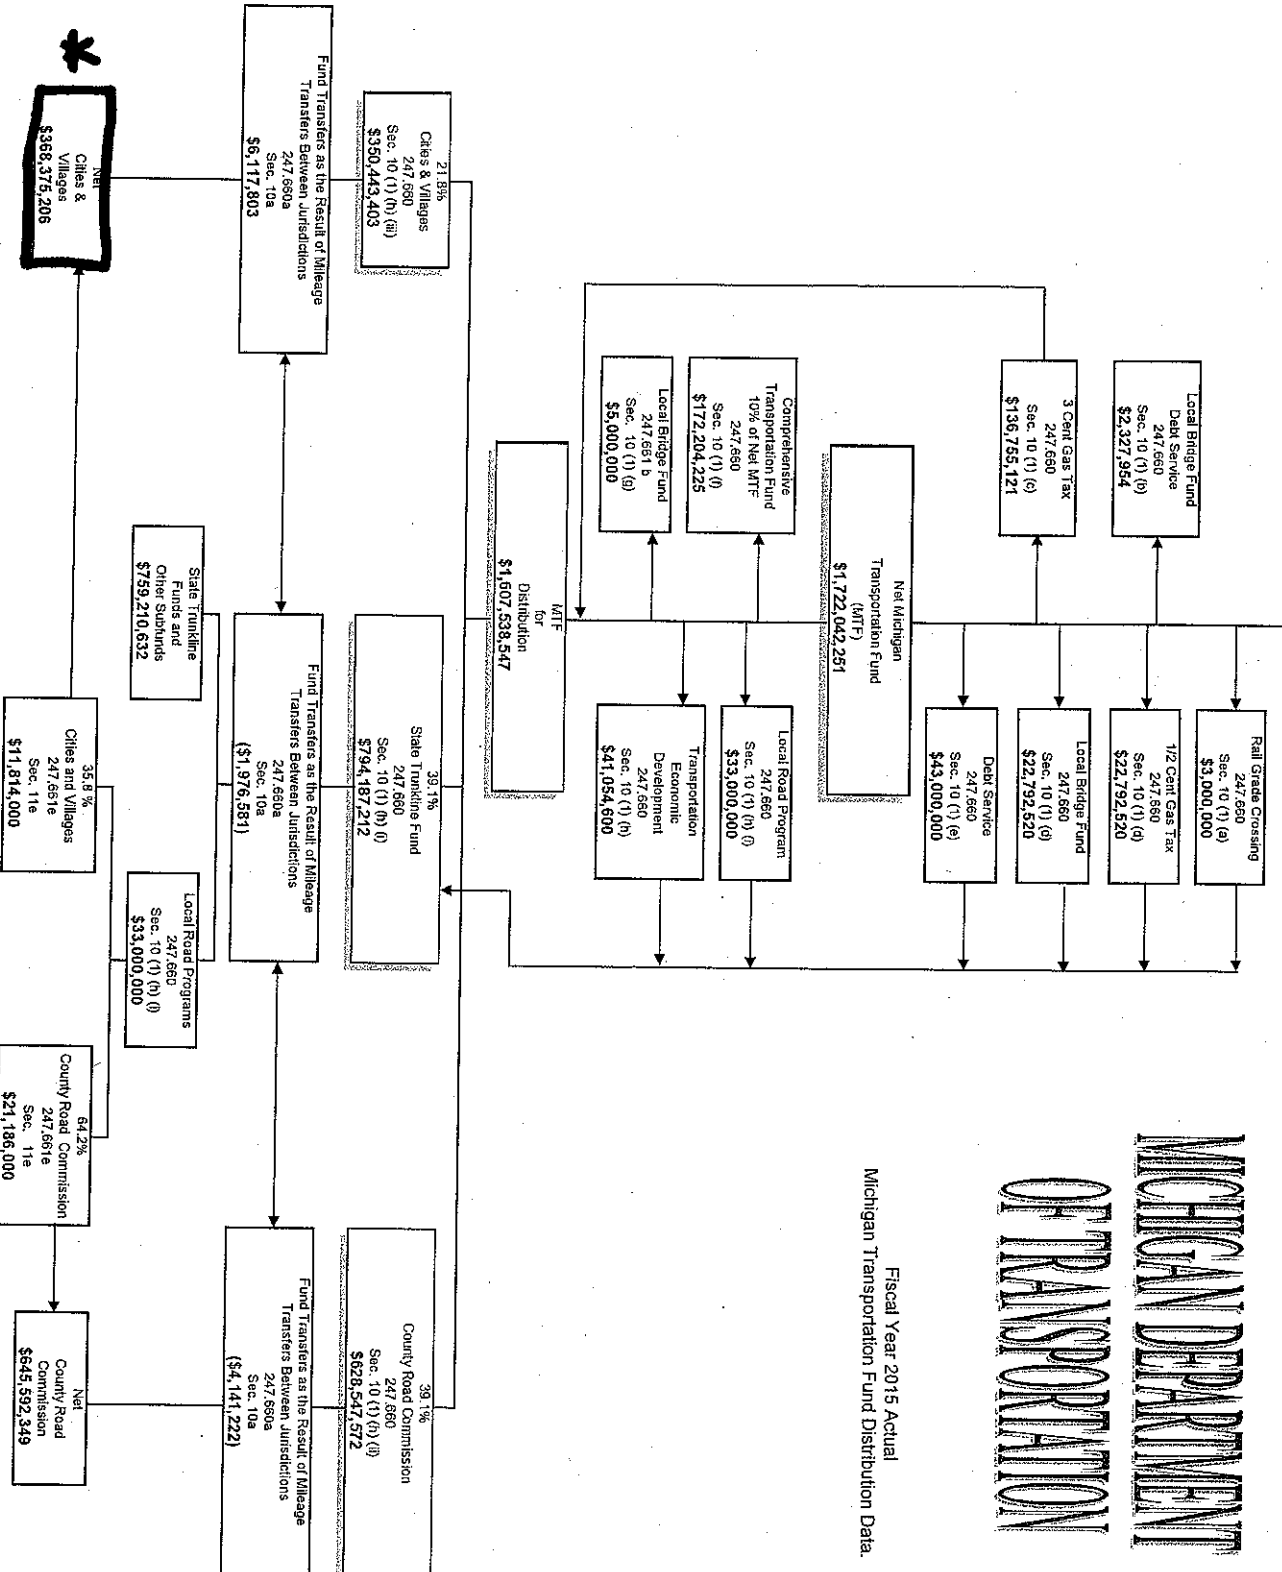 MICHIGAN DEPARTMENT
OF TRANSPORTATION
Fiscal Year 2015 Actual
Michigan Transportation Fund Distribution Data.
Rail Grade Crossing
247.660
Sec. 10 (1) (a)
$3,000,000
Local Bridge Fund
Debt Service
247.660
Sec. 10 (1) (b)
$2,327,954
1/2 Cent Gas Tax
247.660
Sec. 10 (1) (d)
$22,792,520
3 Cent Gas Tax
247.660
Sec. 10 (1) (c)
$136,755,121
Local Bridge Fund
247.660
Sec. 10 (1) (d)
$22,792,520
Debt Service
247.660
Sec. 10 (1) (e)
$43,000,000
Net Michigan
Transportation Fund
(MTF)
$1,722,042,251
Comprehensive
Transportation Fund
10% of Net MTF
247.660
Sec. 10 (1) (f)
$172,204,225
Local Road Program
247.660
Sec. 10 (1) (h) (i)
$33,000,000
Local Bridge Fund
247.661 b
Sec. 10 (1) (g)
$5,000,000
Transportation
Economic
Development
247.660
Sec. 10 (1) (h)
$41,054,600
MTF
for
Distribution
$1,607,538,547
21.8%
Cities & Villages
247.660
Sec. 10 (1) (h) (iii)
$350,443,403
39.1%
State Trunkline Fund
247.660
Sec. 10 (1) (h) (i)
$794,187,212
39.1%
County Road Commission
247.660
Sec. 10 (1) (h) (ii)
$628,547,572
Fund Transfers as the Result of Mileage
Transfers Between Jurisdictions
247.660a
Sec. 10a
$6,117,803
Fund Transfers as the Result of Mileage
Transfers Between Jurisdictions
247.660a
Sec. 10a
($1,976,581)
Fund Transfers as the Result of Mileage
Transfers Between Jurisdictions
247.660a
Sec. 10a
($4,141,222)
State Trunkline
Funds and
Other Subfunds
$759,210,632
Local Road Programs
247.660
Sec. 10 (1) (h) (i)
$33,000,000
*
Net
Cities &
Villages
$368,375,206
35.8 %
Cities and Villages
247.661e
Sec. 11e
$11,814,000
64.2%
County Road Commission
247.661e
Sec. 11e
$21,186,000
Net
County Road
Commission
$645,592,349